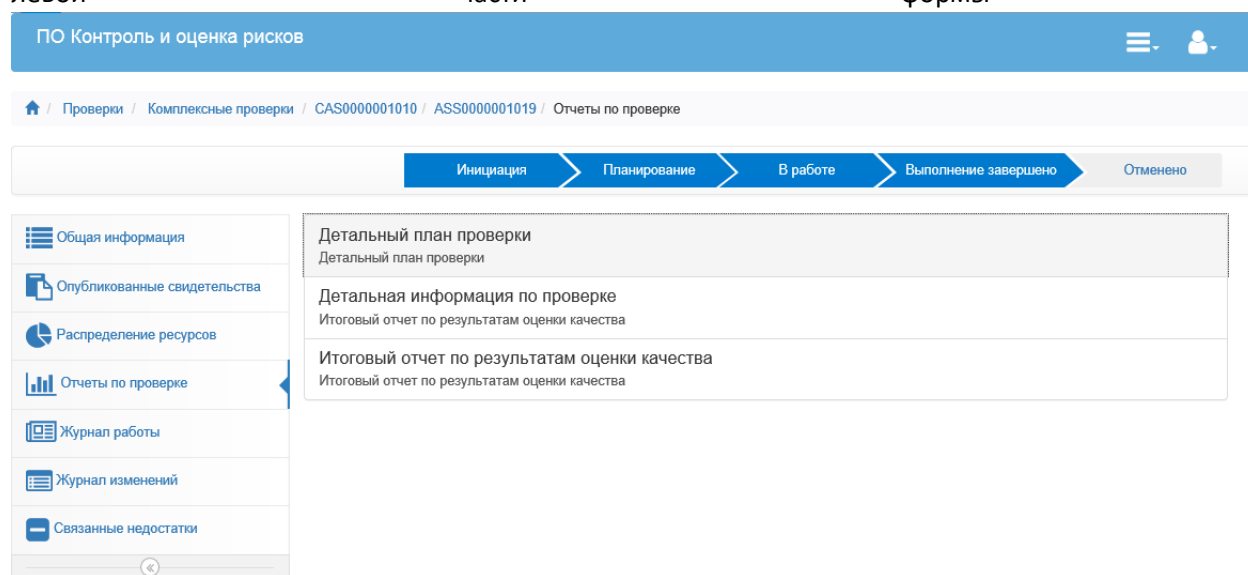 левой части формы
ПО Контроль и оценка рисков
/ Проверки / Комплексные проверки / CAS0000001010 / ASS0000001019 / Отчеты по проверке
Инициация Планирование В работе Выполнение завершено Отменено
Общая информация
Опубликованные свидетельства
Распределение ресурсов
Отчеты по проверке
Журнал работы
Журнал изменений
Связанные недостатки
Детальный план проверки
Детальный план проверки
Детальная информация по проверке
Итоговый отчет по результатам оценки качества
Итоговый отчет по результатам оценки качества
Итоговый отчет по результатам оценки качества